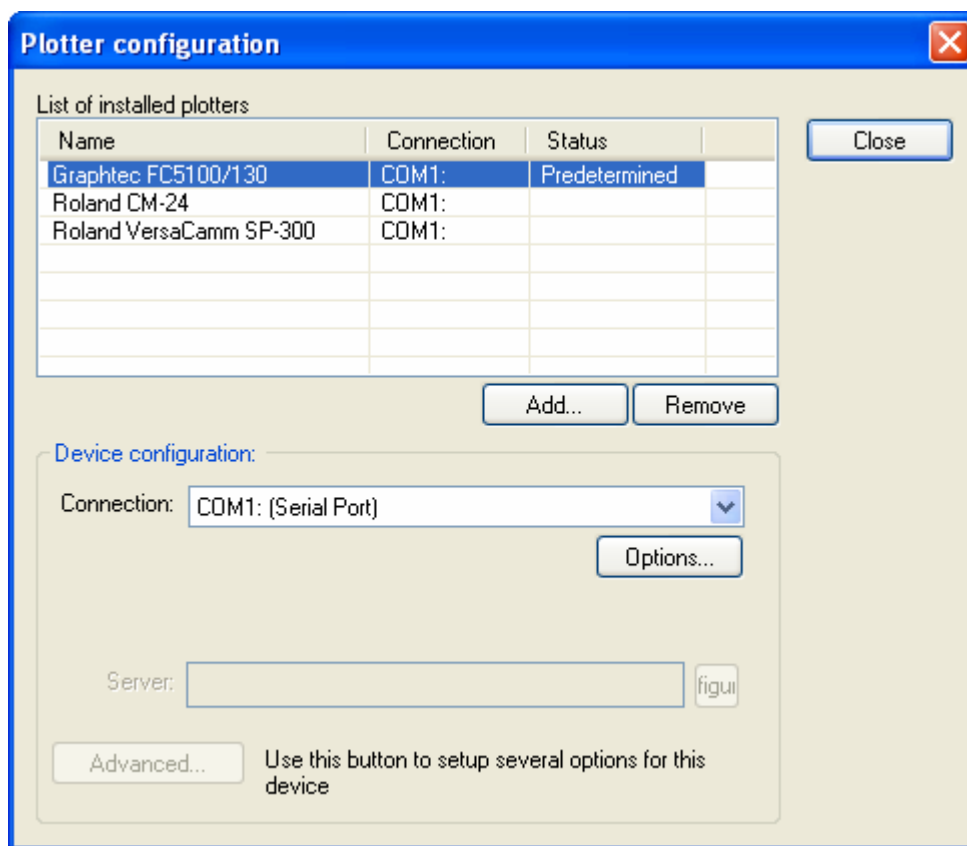 Plotter configuration
List of installed plotters
Name Connection Status
Close
Graphtec FC5100/130 COM1: Predetermined
Roland CM-24 COM1:
Roland VersaCamm SP-300 COM1:
Add... Remove
Device configuration:
Connection: COM1: (Serial Port)
Options...
Server: figui
Advanced... Use this button to setup several options for this
device